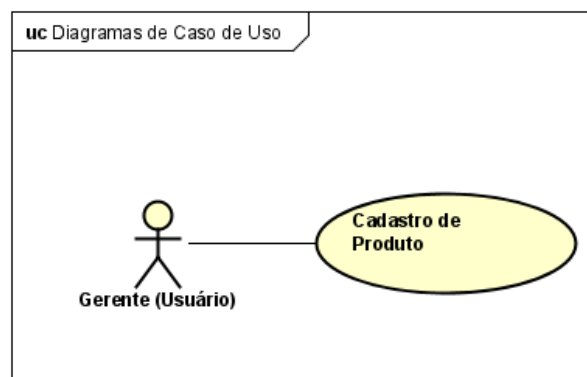 uc Diagramas de Caso de Uso
Cadastro de
Produto
Gerente (Usuário)